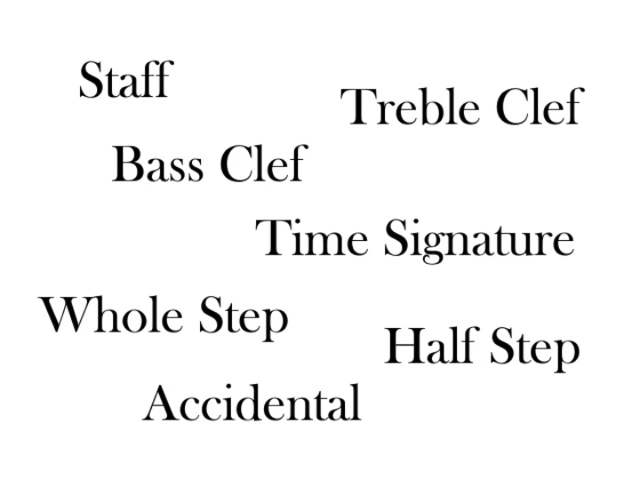 Staff
Treble Clef
Bass Clef
Time Signature
Whole Step
Half Step
Accidental